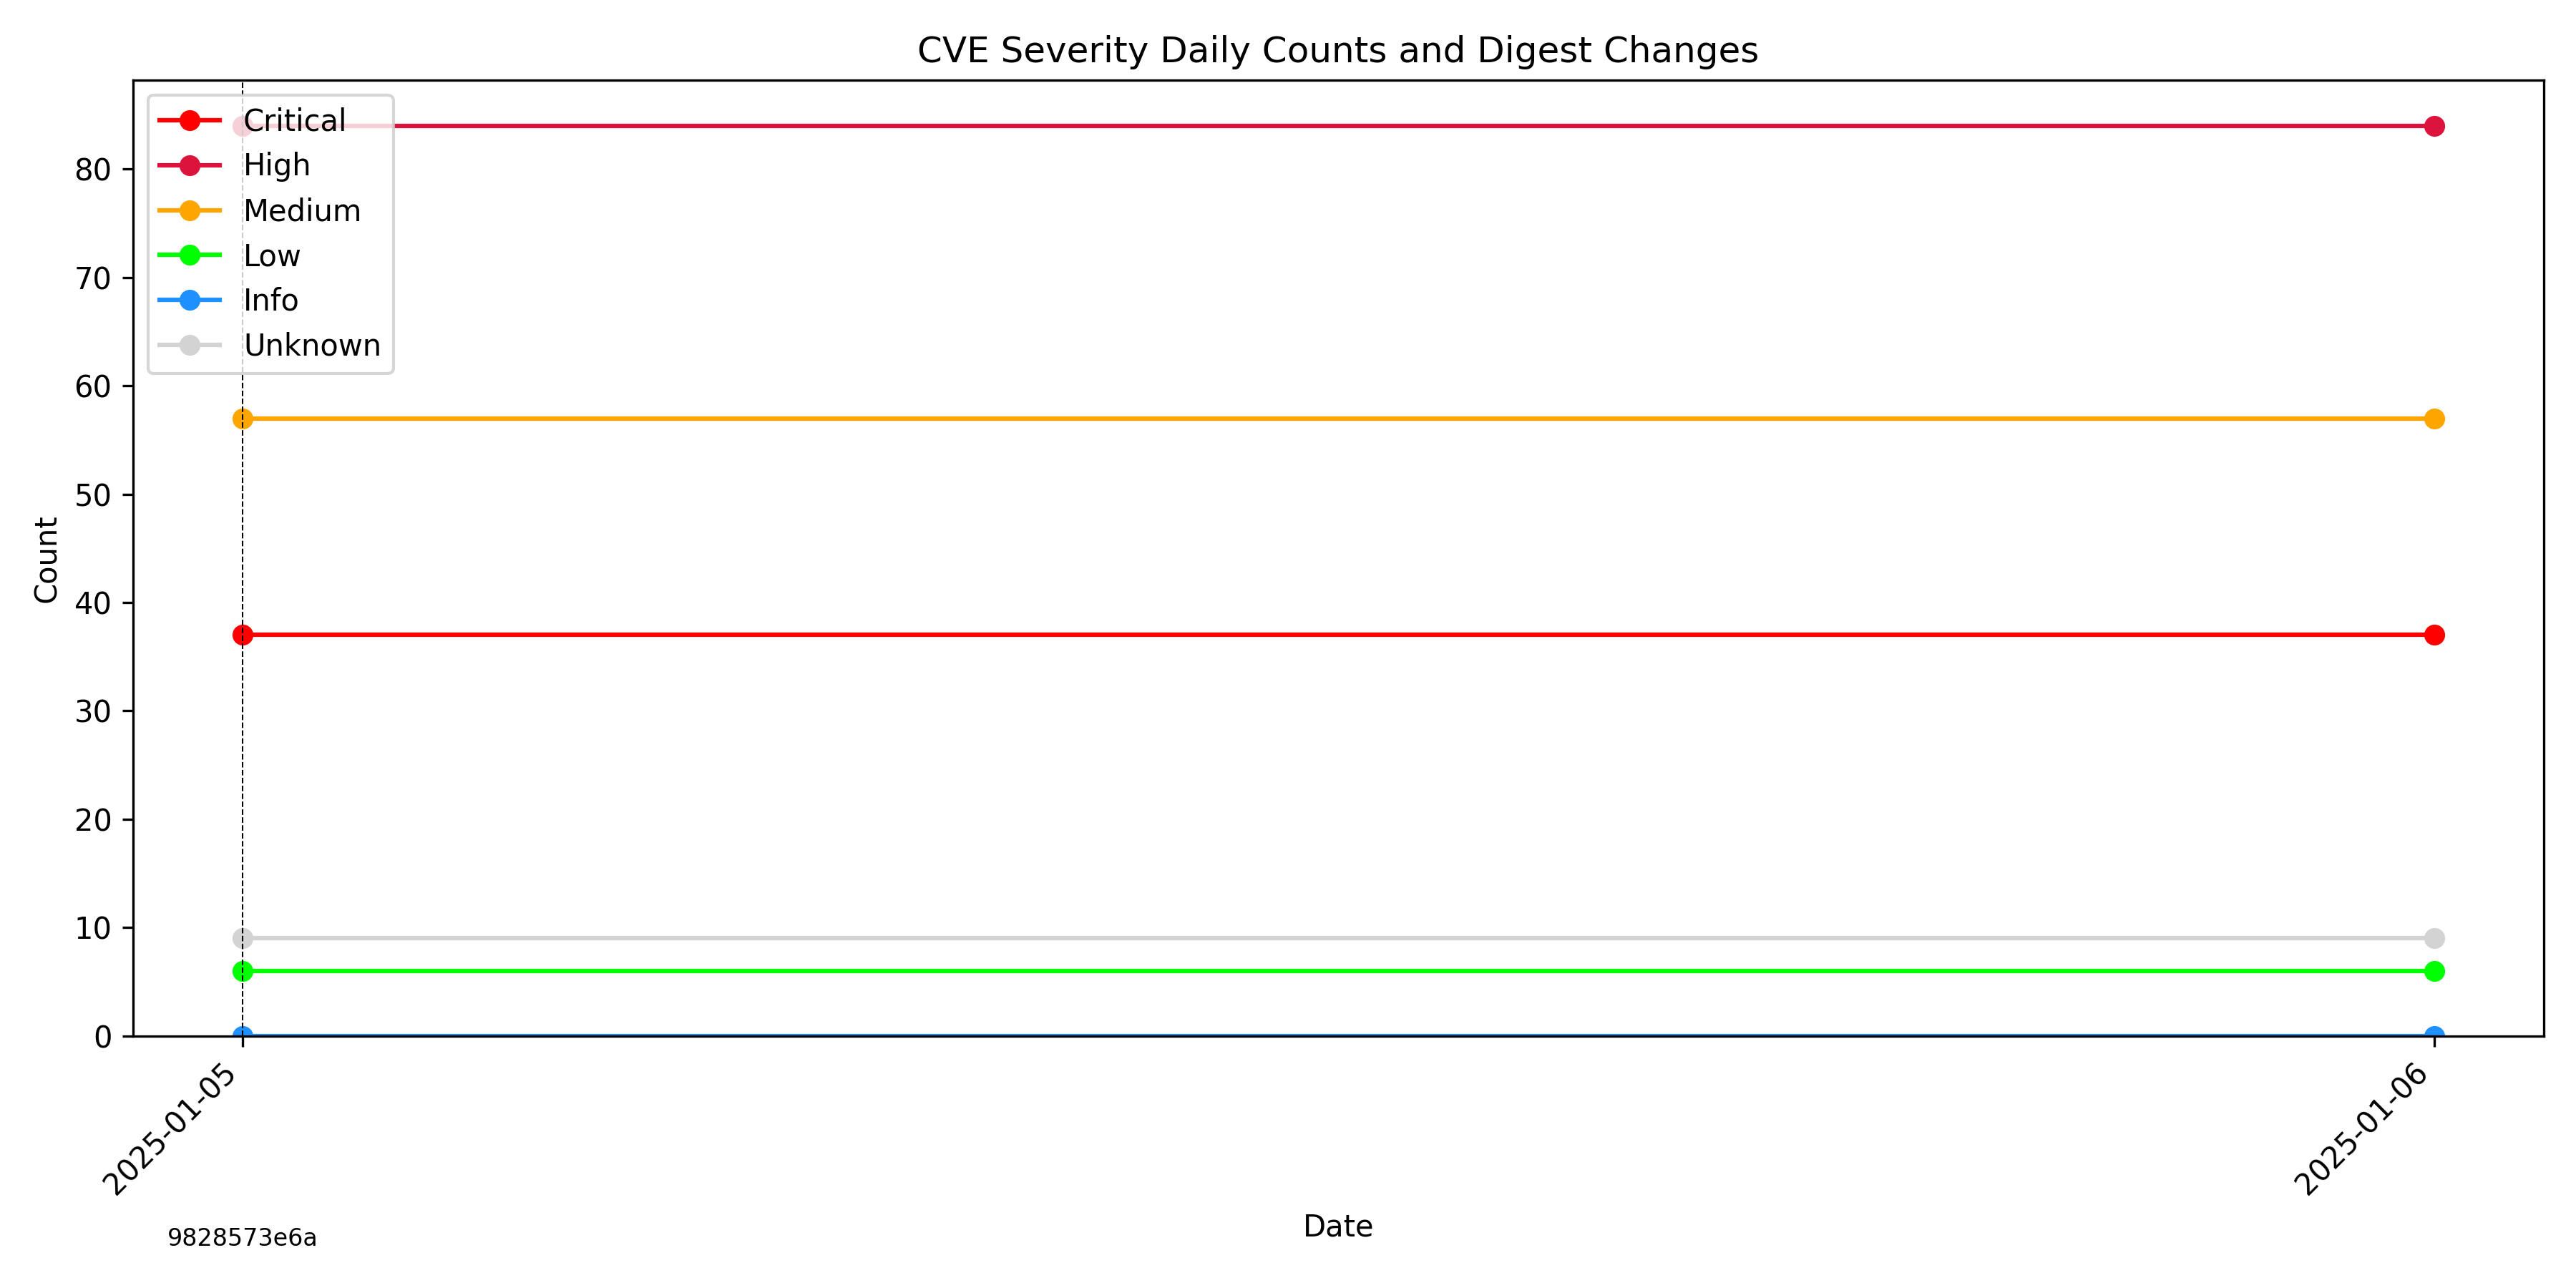 CVE Severity Daily Counts and Digest Changes
Critical
High
Medium
Low
Info
Unknown
Count
80
70
60
50
40
30
20
10
0
2025-01-05
2025-01-06
Date
9828573e6a